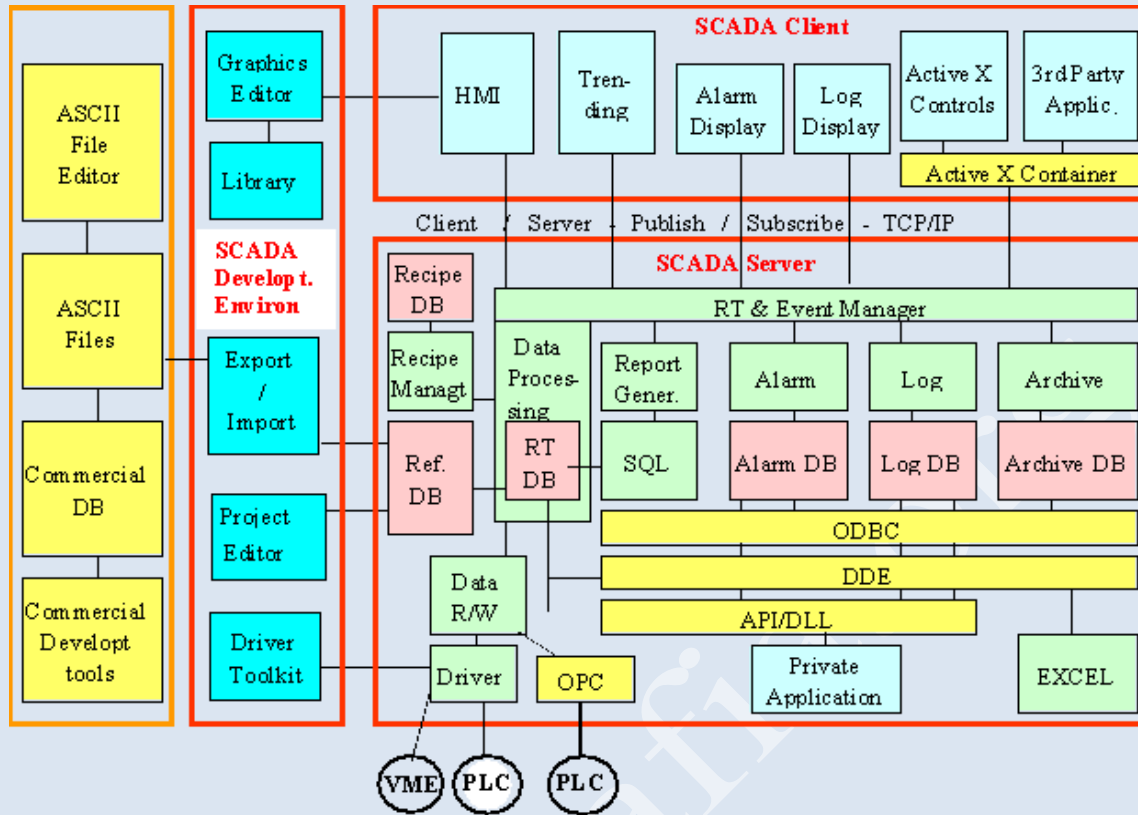 ASCII
File
Editor
ASCII
Files
Commercial
DB
Commercial
Developt
tools
Graphics
Editor
Library
SCADA
Developt.
Environ
Export
/
Import
Project
Editor
Driver
Toolkit
SCADA Client
HMI
Tren-
ding
Alarm
Display
Log
Display
Active X
Controls
3rd Party
Applic.
Active X Container
Client / Server - Publish / Subscribe - TCP/IP
SCADA Server
Recipe
DB
RT & Event Manager
Recipe
Managt
Data
Proces-
sing
Report
Gener.
Alarm
Log
Archive
Ref.
DB
RT
DB
SQL
Alarm DB
Log DB
Archive DB
ODBC
DDE
API/DLL
Data
R/W
Driver
OPC
Private
Application
EXCEL
VME
PLC
PLC